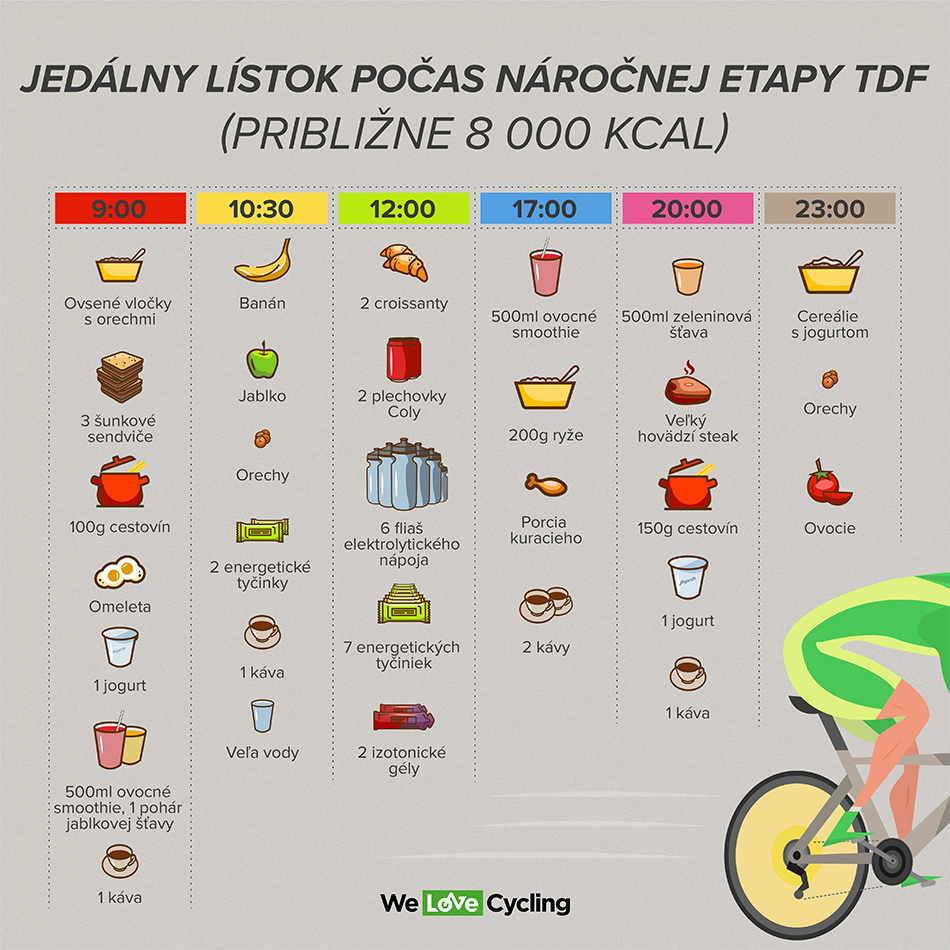 JEDÁLNY LÍSTOK POČAS NÁROČNEJ ETAPY TDF
(PRIBLIŽNE 8 000 KCAL)
9:00
Ovsené vločky
s orechmi
3 šunkové
sendviče
100g cestovín
Omeleta
1 jogurt
500ml ovocné
smoothie, 1 pohár
jablkovej šťavy
1 káva
10:30
Banán
Jablko
Orechy
2 energetické
tyčinky
1 káva
Veľa vody
12:00
2 croissanty
2 plechovky
Coly
6 fliaš
elektrolytického
nápoja
7 energetických
tyčiniek
2 izotonické
gély
17:00
500ml ovocné
smoothie
200g ryže
Porcia
kuracieho
2 kávy
20:00
500ml zeleninová
šťava
Veľký
hovädzí steak
150g cestovín
1 jogurt
1 káva
23:00
Cereálie
s jogurtom
Orechy
Ovocie
We Love Cycling